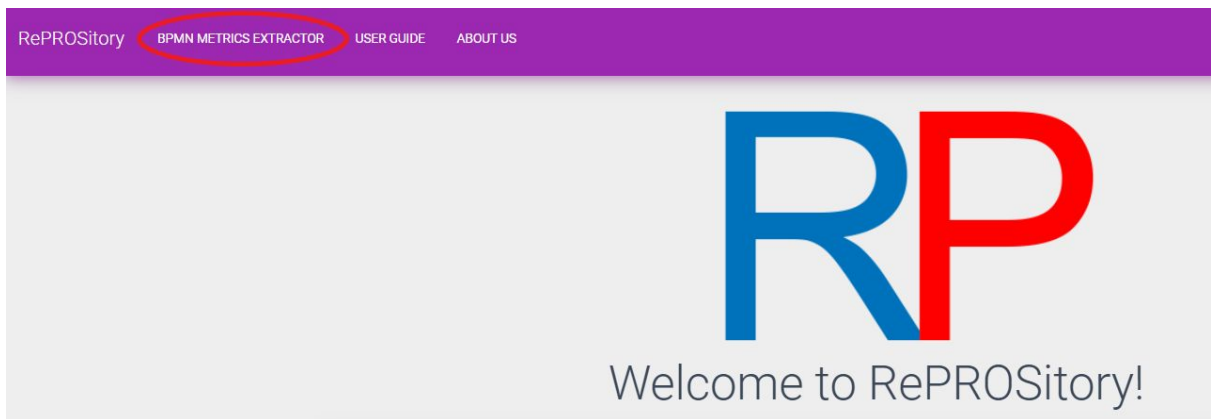 RePROSitory BPMN METRICS EXTRACTOR USER GUIDE ABOUT US
RP
Welcome to RePROSitory!